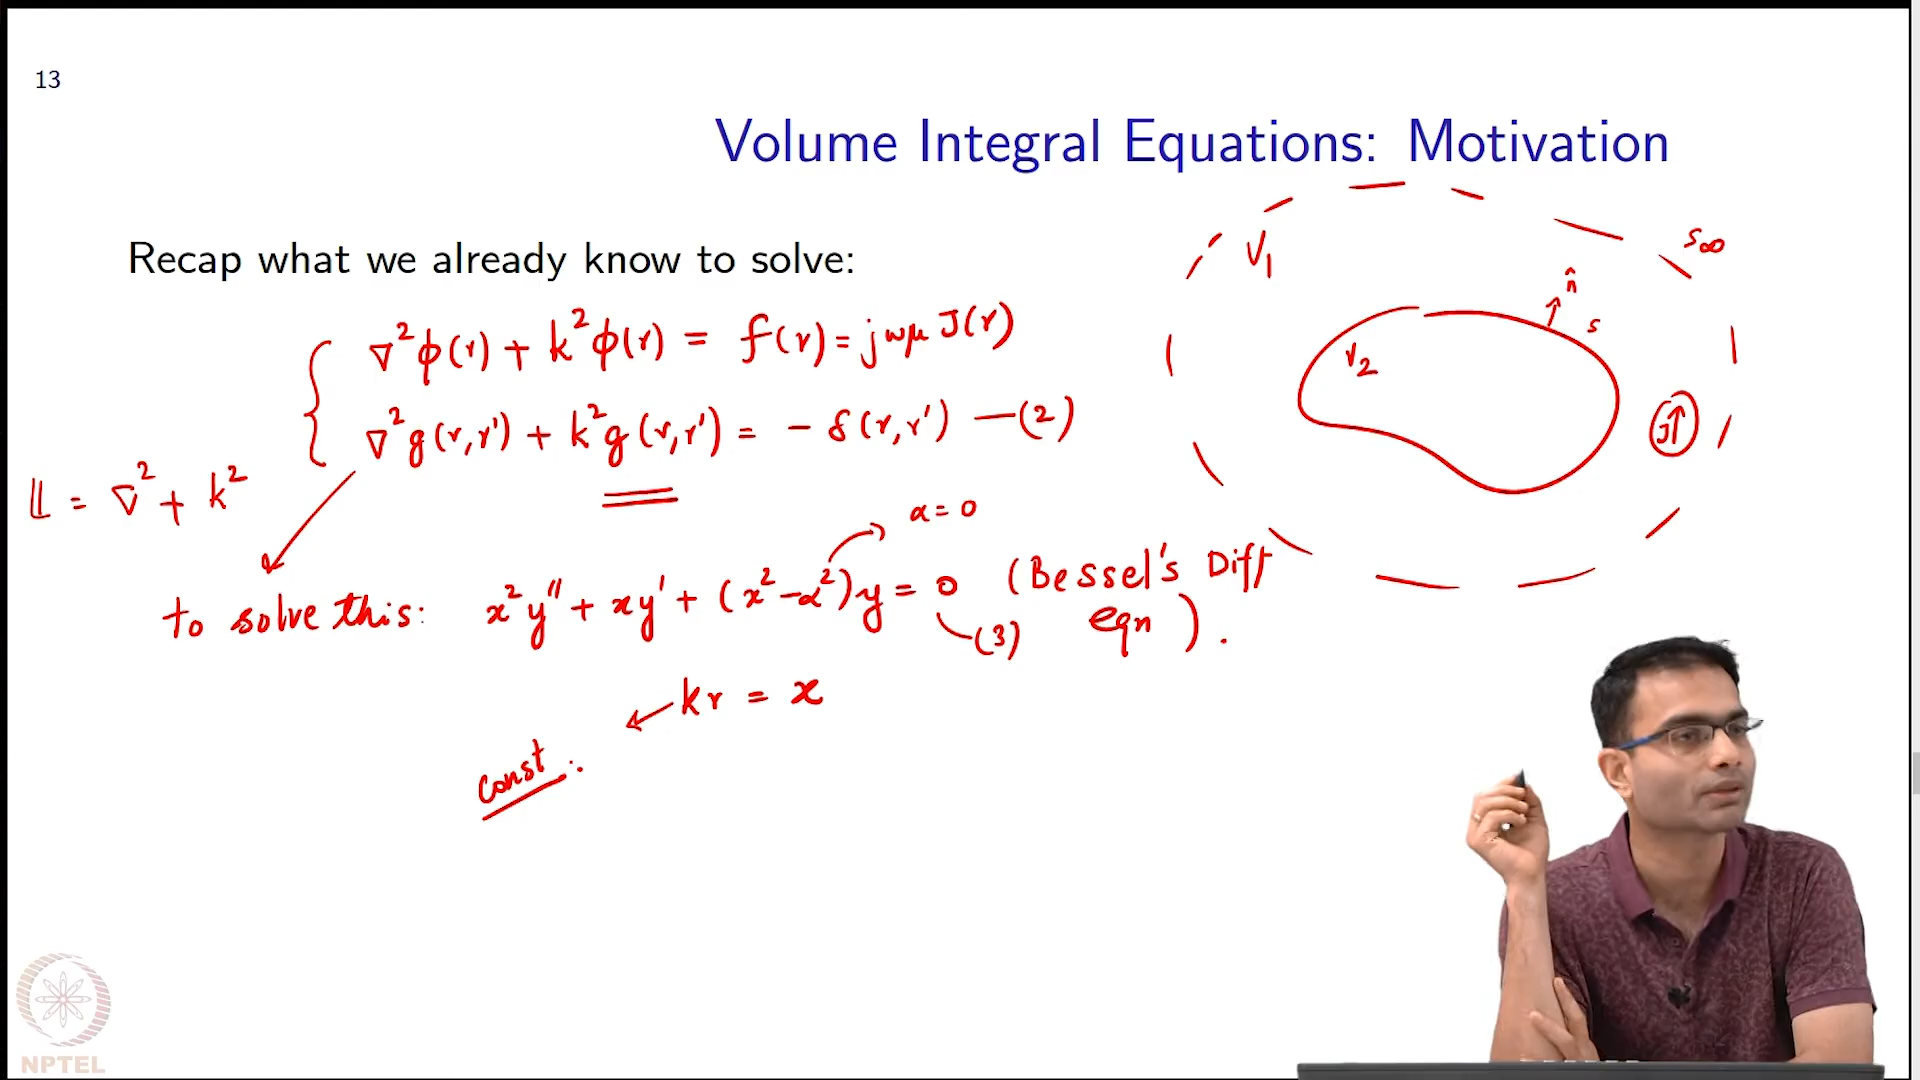 13
Volume Integral Equations: Motivation
Recap what we already know to solve:
∇²φ(r) + k²φ(r) = f(r) = jωμ J(r)
∇²g(r,r') + k²g(r,r') = - δ(r,r') —(2)
𝕃 = ∇² + k²
α = 0
to solve this: x²y'' + xy' + (x²-α²)y = 0 (Bessel's Diff
(3) eqn).
kr = x
const.
V₁
S∞
n̂
S
V₂
J↑
NPTEL